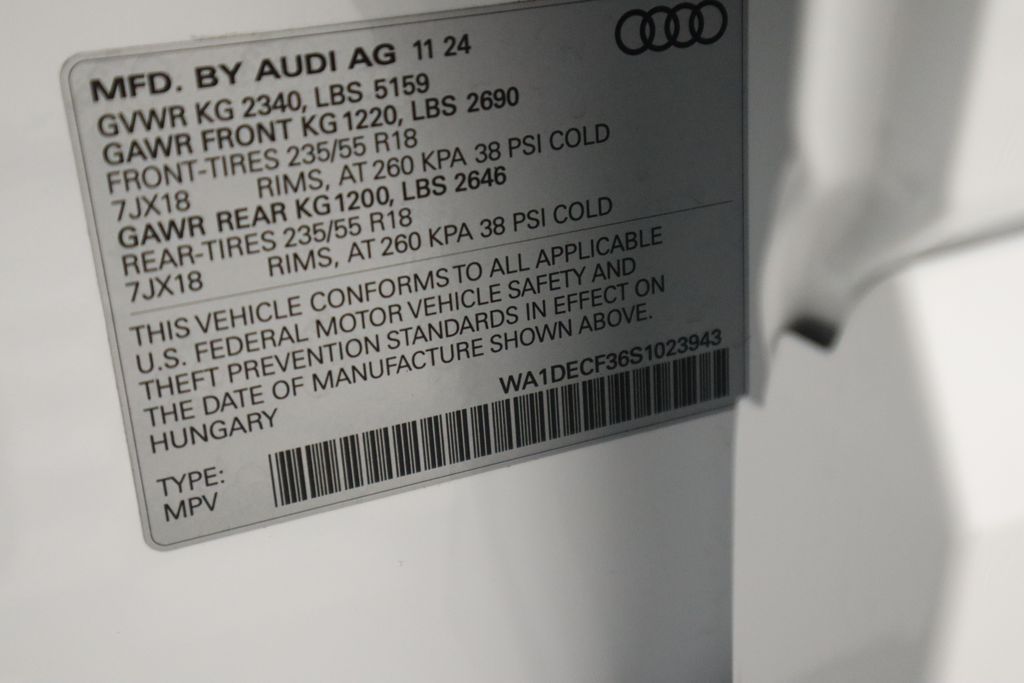 MFD. BY AUDI AG 11 24
GVWR KG 2340, LBS 5159
GAWR FRONT KG 1220, LBS 2690
FRONT-TIRES 235/55 R18
7JX18 RIMS, AT 260 KPA 38 PSI COLD
GAWR REAR KG 1200, LBS 2646
REAR-TIRES 235/55 R18
7JX18 RIMS, AT 260 KPA 38 PSI COLD
THIS VEHICLE CONFORMS TO ALL APPLICABLE
U.S. FEDERAL MOTOR VEHICLE SAFETY AND
THEFT PREVENTION STANDARDS IN EFFECT ON
THE DATE OF MANUFACTURE SHOWN ABOVE.
HUNGARY
WA1DECF36S1023943
TYPE:
MPV